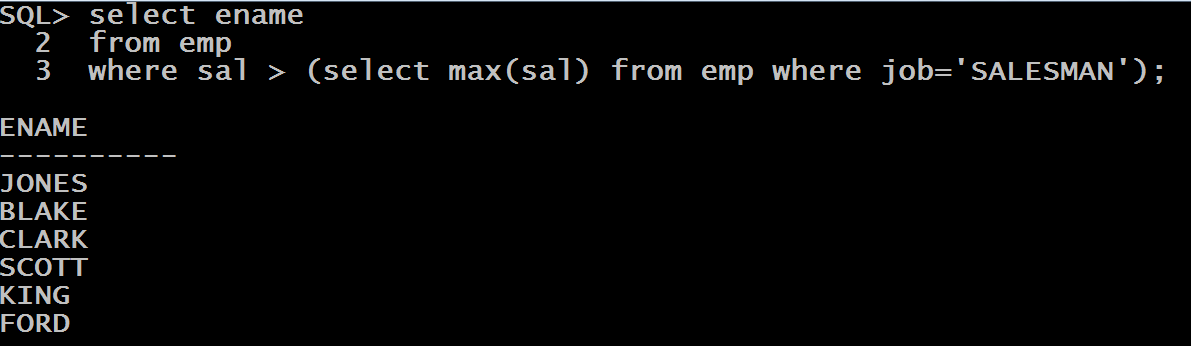 SQL> select ename
  2  from emp
  3  where sal > (select max(sal) from emp where job='SALESMAN');
ENAME
----------
JONES
BLAKE
CLARK
SCOTT
KING
FORD